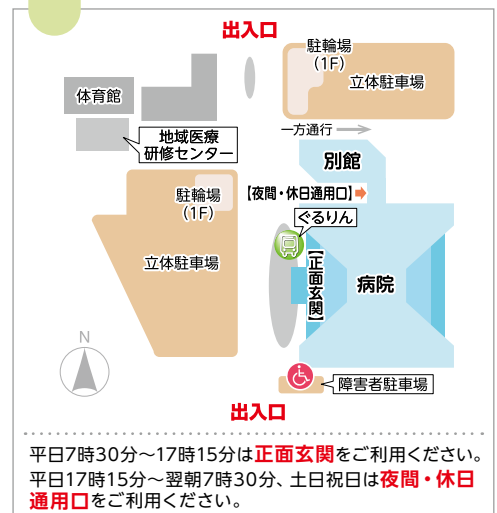 出入口
駐輪場
(1F)
立体駐車場
体育館
地域医療
研修センター
一方通行
別館
【夜間・休日通用口】
ぐるりん
駐輪場
(1F)
立体駐車場
【正面玄関】
病院
N
障害者駐車場
出入口
平日7時30分〜17時15分は正面玄関をご利用ください。
平日17時15分〜翌朝7時30分、土日祝日は夜間・休日
通用口をご利用ください。